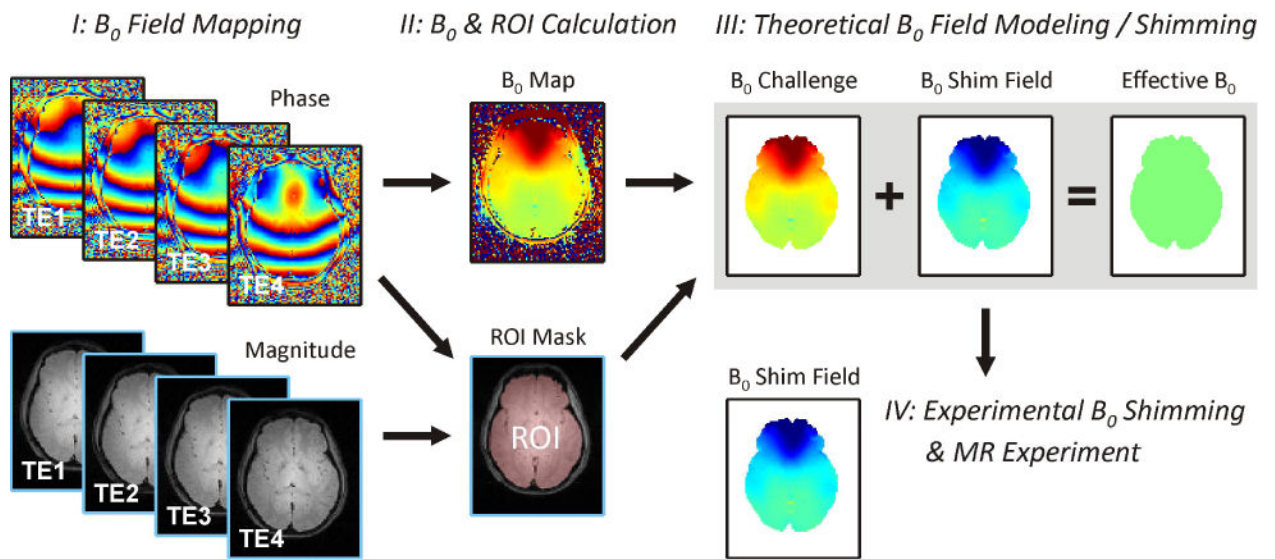 I: B₀ Field Mapping
II: B₀ & ROI Calculation
III: Theoretical B₀ Field Modeling / Shimming
Phase
TE1
TE2
TE3
TE4
B₀ Map
B₀ Challenge
B₀ Shim Field
Effective B₀
+
=
Magnitude
TE1
TE2
TE3
TE4
ROI Mask
ROI
B₀ Shim Field
IV: Experimental B₀ Shimming
& MR Experiment